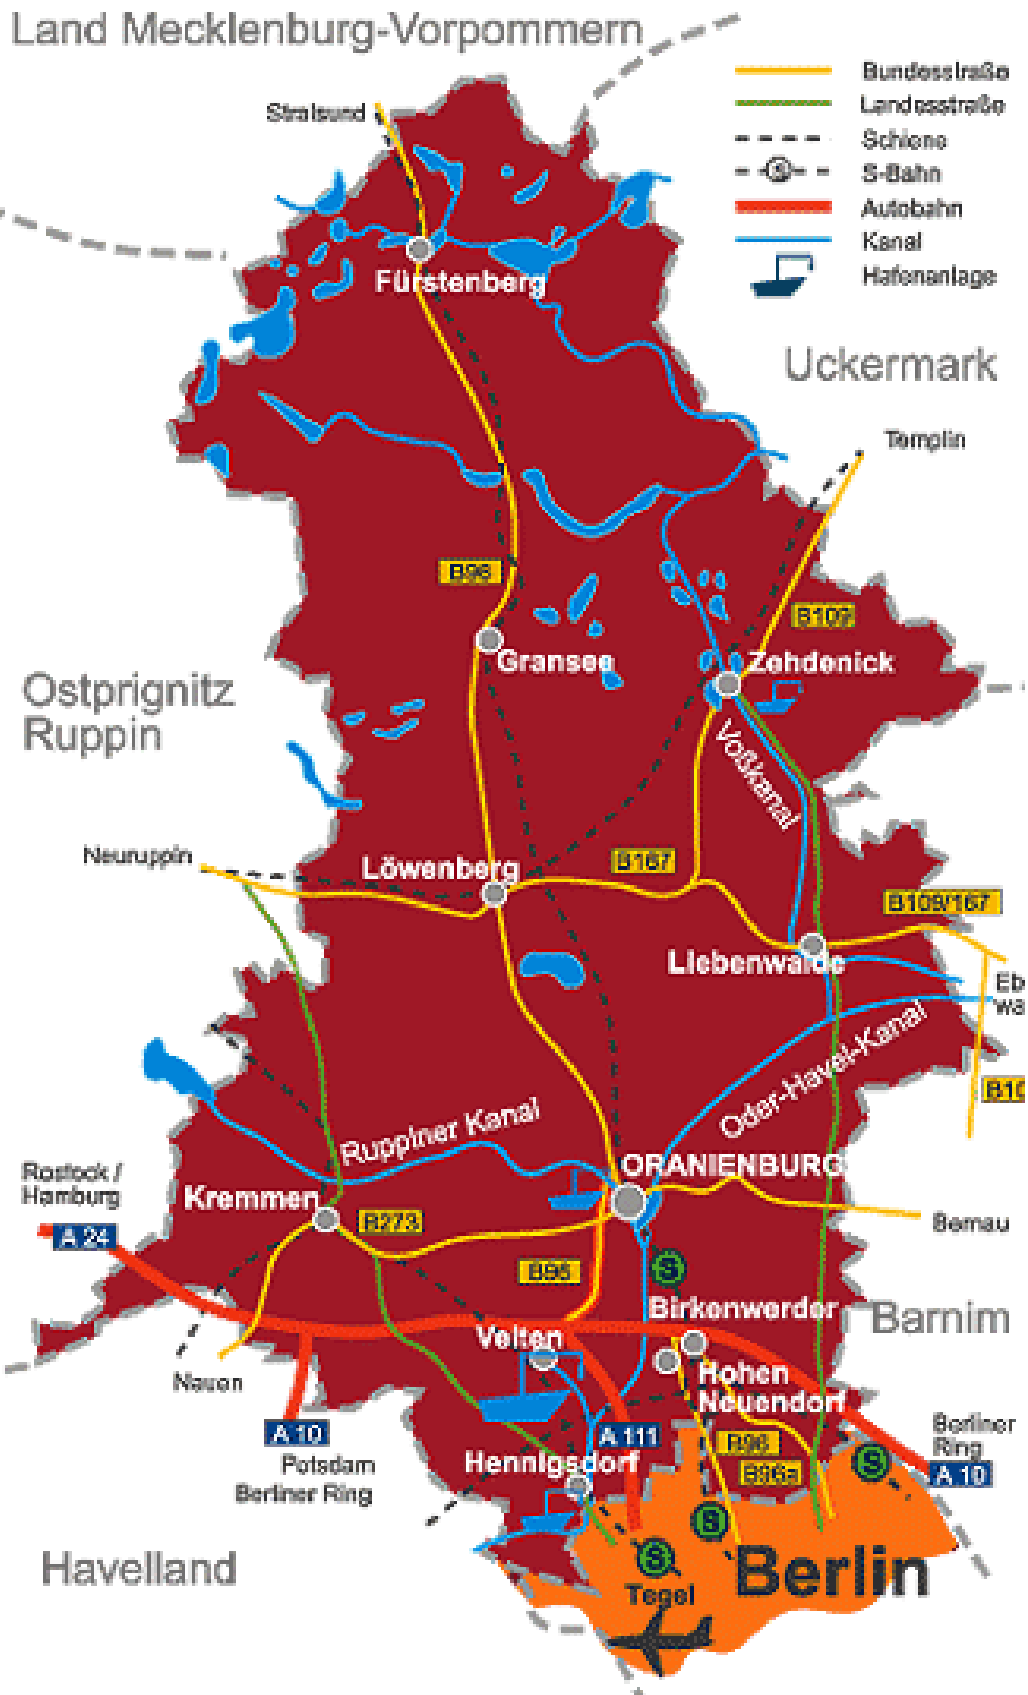 Land Mecklenburg-Vorpommern
Bundesstraße
Landesstraße
Schiene
S-Bahn
Autobahn
Kanal
Hafenanlage
Stralsund
Fürstenberg
Uckermark
Templin
B96
B109
Gransee
Zehdenick
Ostprignitz
Ruppin
Voßkanal
Neuruppin
Löwenberg
B167
B109/167
Liebenwalde
Eb
wa
Oder-Havel-Kanal
B10
Ruppiner Kanal
ORANIENBURG
Rostock /
Hamburg
A 24
Kremmen
B273
Bernau
B96
S
Birkenwerder
Barnim
Velten
Hohen
Neuendorf
Nauen
A 10
Potsdam
Berliner Ring
A 111
B96
B96a
Berliner
Ring
A 10
S
Hennigsdorf
S
S
Havelland
Berlin
Tegel